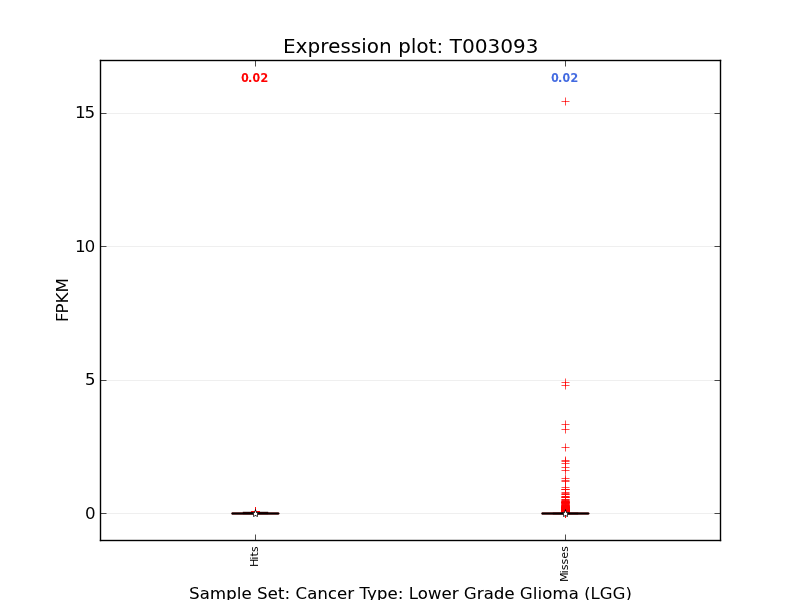 Expression plot: T003093
0.02
0.02
15
10
5
0
FPKM
Hits
Misses
Sample Set: Cancer Type: Lower Grade Glioma (LGG)